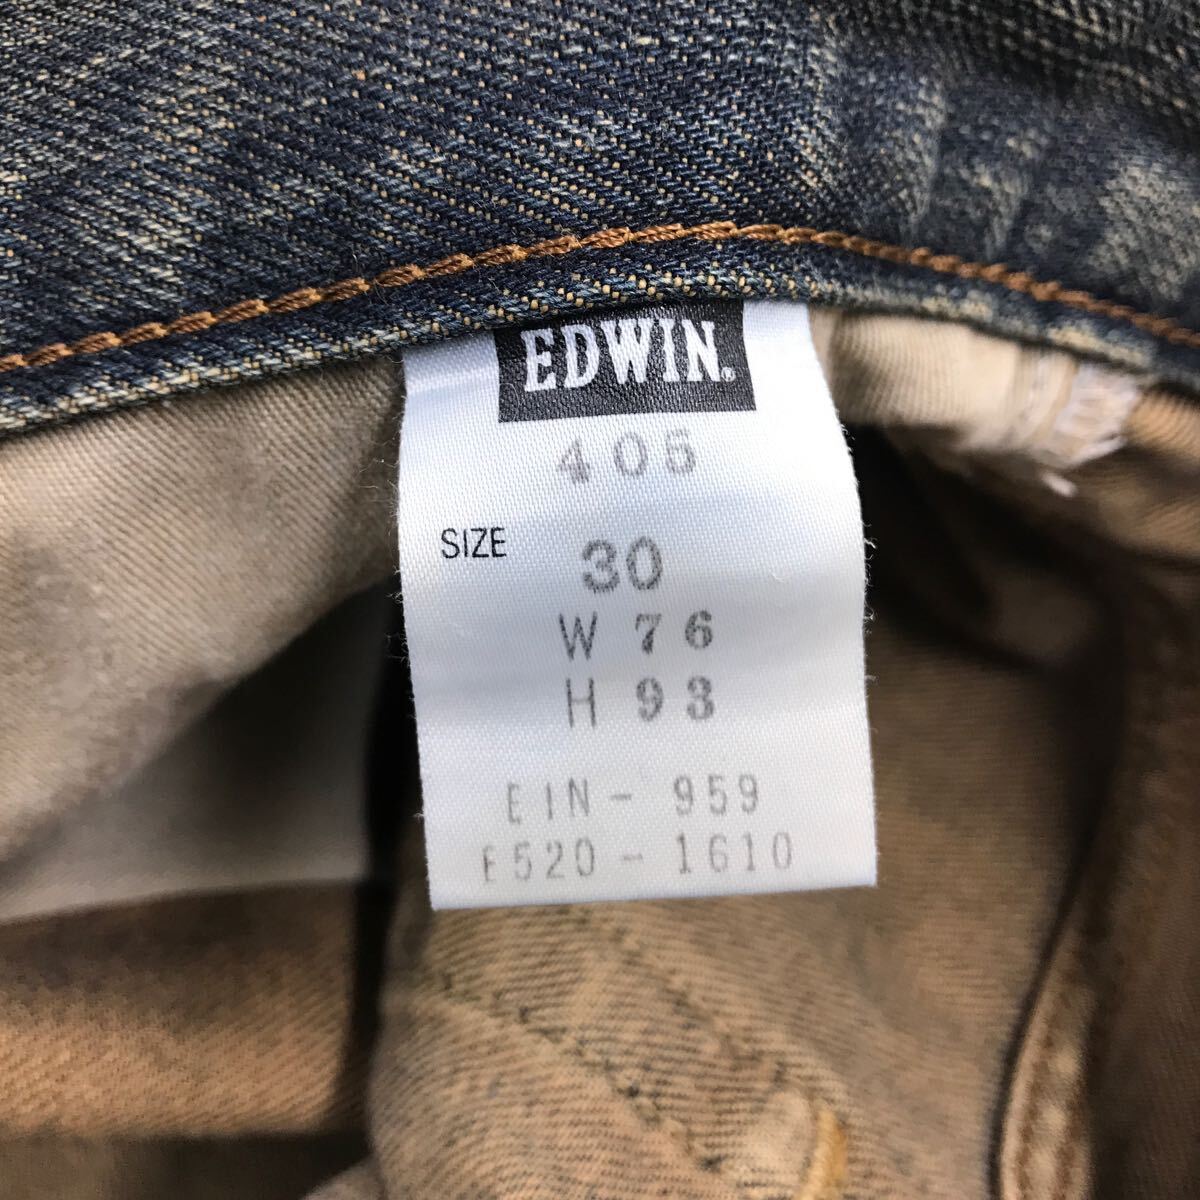 EDWIN.
405
SIZE 30
W 76
H 93
EIN - 959
E520 - 1610